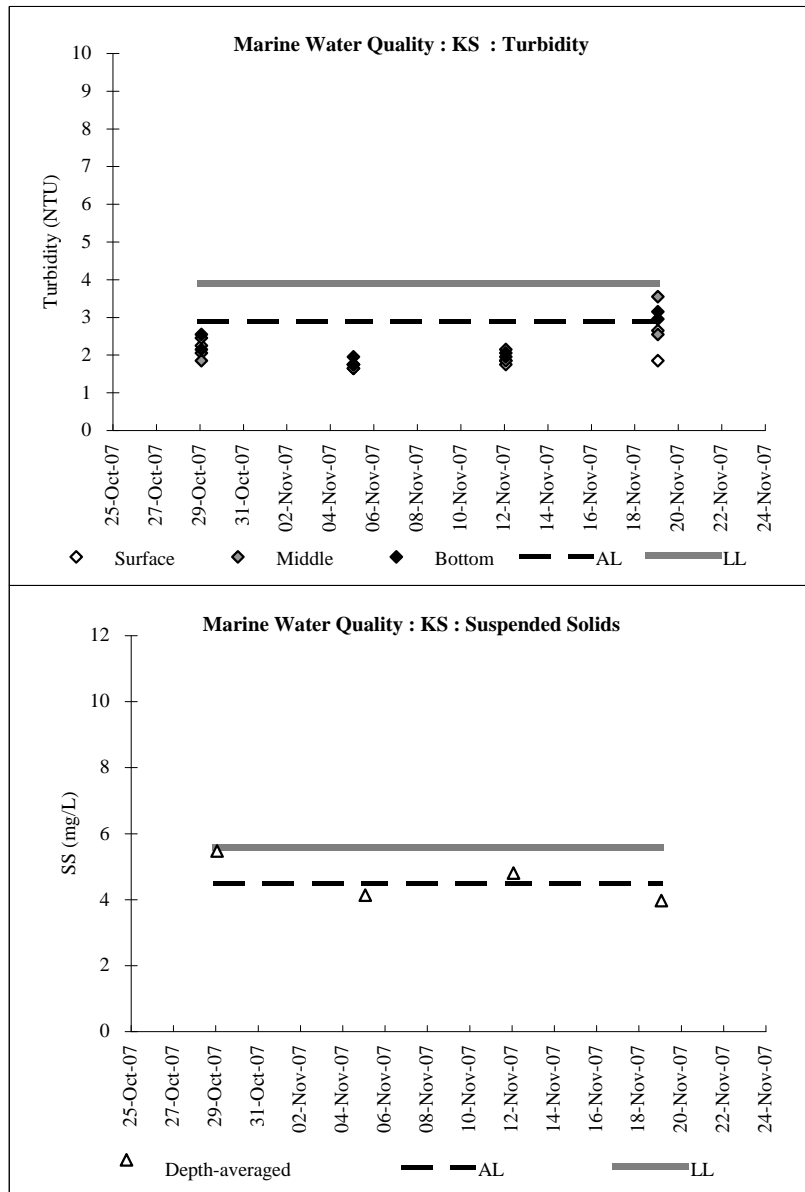 Marine Water Quality : KS : Turbidity
10
9
8
7
6
5
4
3
2
1
0
Turbidity (NTU)
25-Oct-07
27-Oct-07
29-Oct-07
31-Oct-07
02-Nov-07
04-Nov-07
06-Nov-07
08-Nov-07
10-Nov-07
12-Nov-07
14-Nov-07
16-Nov-07
18-Nov-07
20-Nov-07
22-Nov-07
24-Nov-07
Surface Middle Bottom AL LL
Marine Water Quality : KS : Suspended Solids
12
10
8
6
4
2
0
SS (mg/L)
25-Oct-07
27-Oct-07
29-Oct-07
31-Oct-07
02-Nov-07
04-Nov-07
06-Nov-07
08-Nov-07
10-Nov-07
12-Nov-07
14-Nov-07
16-Nov-07
18-Nov-07
20-Nov-07
22-Nov-07
24-Nov-07
Depth-averaged AL LL